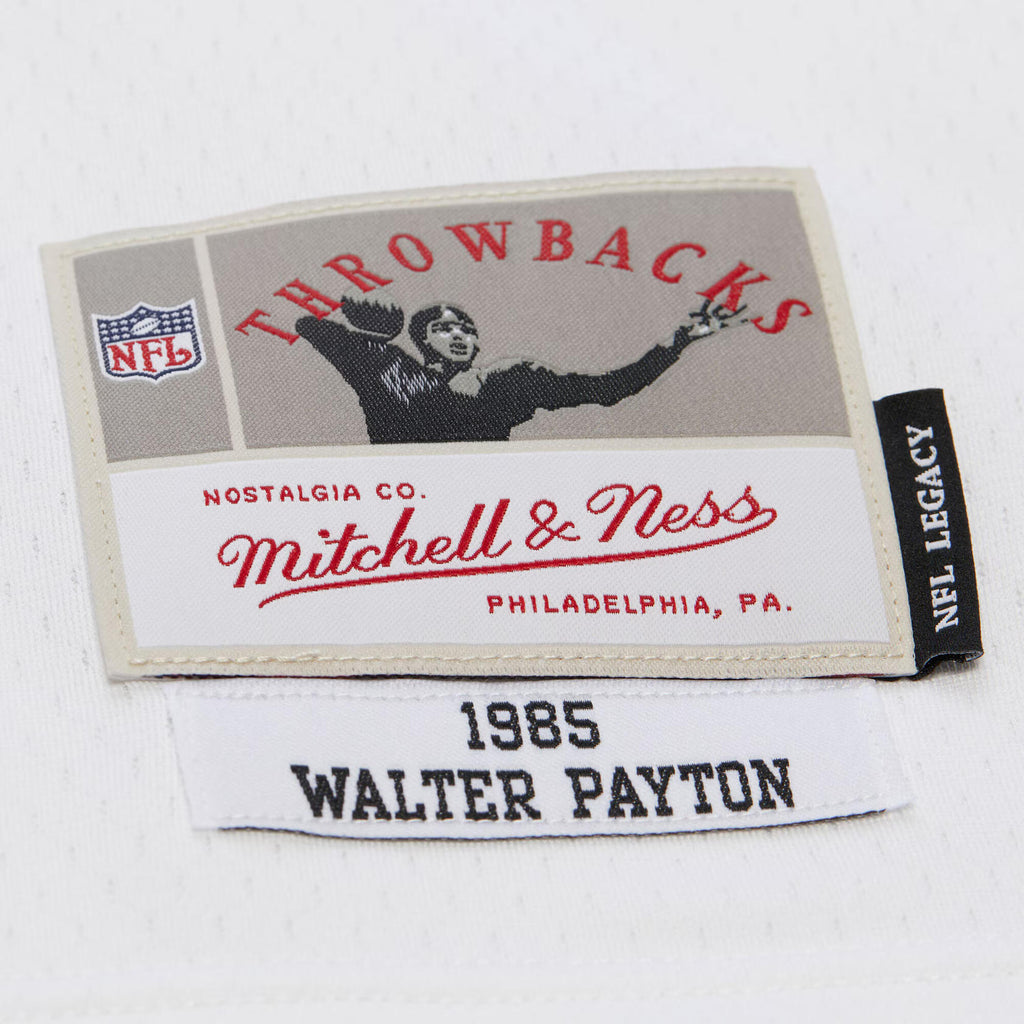 THROWBACKS
NFL
NOSTALGIA CO.
Mitchell & Ness
PHILADELPHIA, PA.
NFL LEGACY
1985
WALTER PAYTON